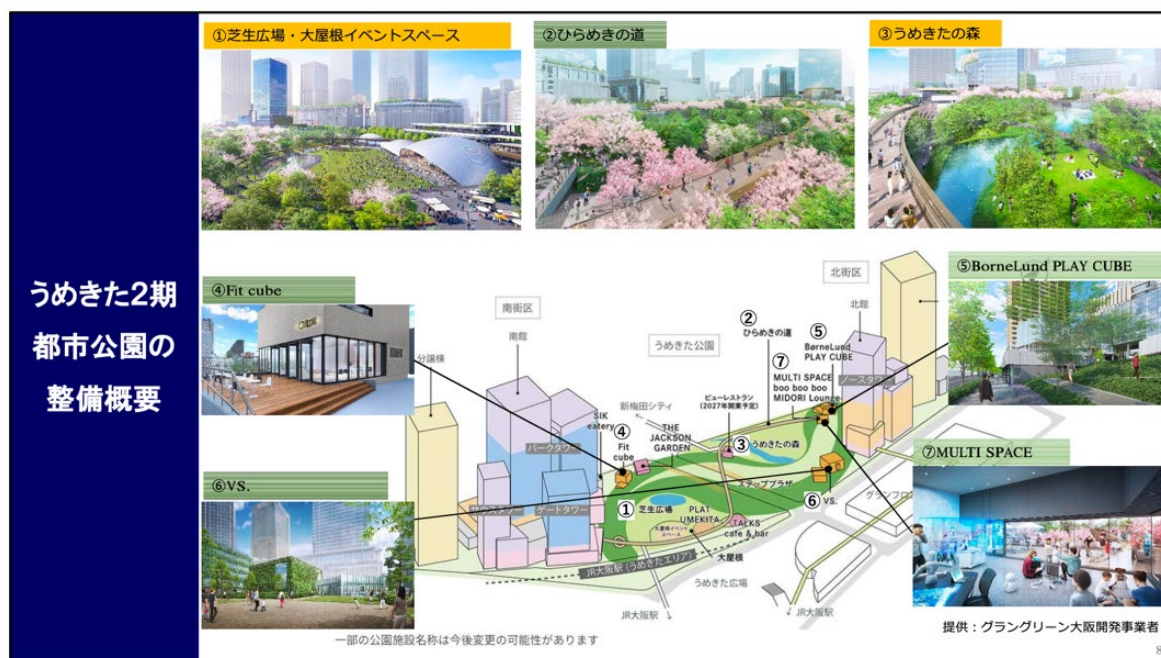 うめきた2期
都市公園の
整備概要
①芝生広場・大屋根イベントスペース
②ひらめきの道
③うめきたの森
④Fit cube
⑤BorneLund PLAY CUBE
⑥VS.
⑦MULTI SPACE
北街区
北館
南街区
南館
分譲棟
うめきた公園
②
ひらめきの道
⑤
BørneLund
PLAY CUBE
⑦
MULTI SPACE
boo boo boo
MIDORI Lounge
ノースタワー
ビューレストラン
(2027年開業予定)
新梅田シティ
SIK
eatery
④
Fit
cube
THE
JACKSON
GARDEN
③
うめきたの森
パークタワー
ステッププラザ
グランフロ
⑥ VS.
① 芝生広場
PLAT
UMEKITA
大屋根イベント
スペース
TALKS
cafe & bar
ゲートタワー
大屋根
JR大阪駅 (うめきたエリア)
うめきた広場
JR大阪駅
JR大阪駅
一部の公園施設名称は今後変更の可能性があります
提供：グラングリーン大阪開発事業者
8